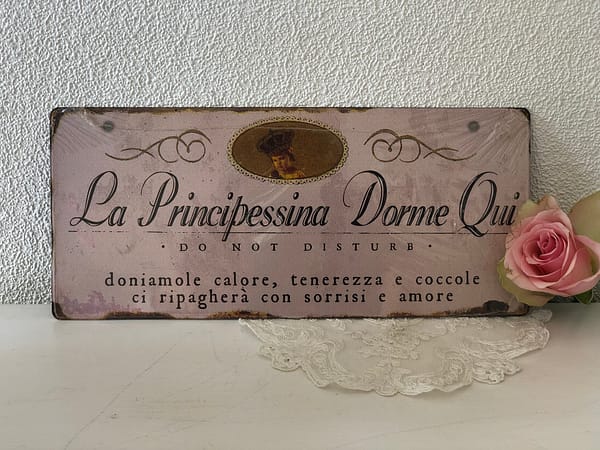 La Principessina Dorme Qui
· DO NOT DISTURB ·
doniamole calore, tenerezza e coccole
ci ripagherà con sorrisi e amore